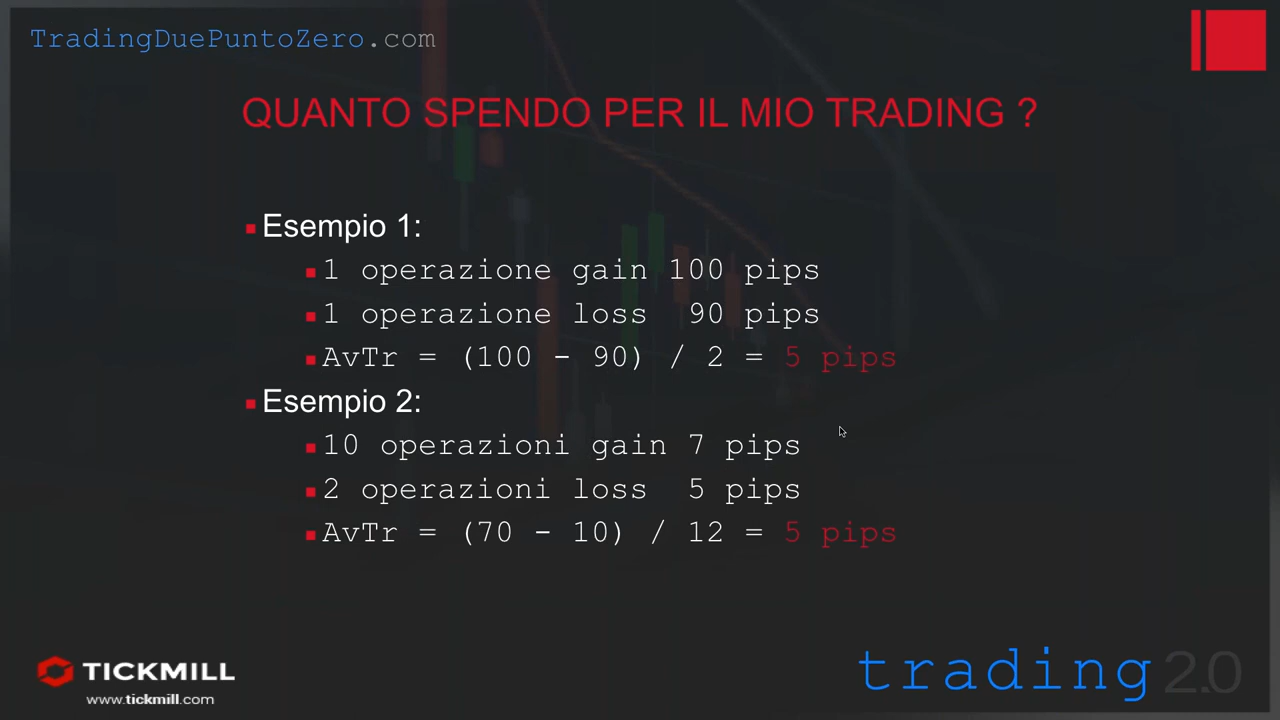 TradingDuePuntoZero.com
QUANTO SPENDO PER IL MIO TRADING ?
Esempio 1:
1 operazione gain 100 pips
1 operazione loss 90 pips
AvTr = (100 - 90) / 2 = 5 pips
Esempio 2:
10 operazioni gain 7 pips
2 operazioni loss 5 pips
AvTr = (70 - 10) / 12 = 5 pips
TICKMILL
www.tickmill.com
trading 2.0